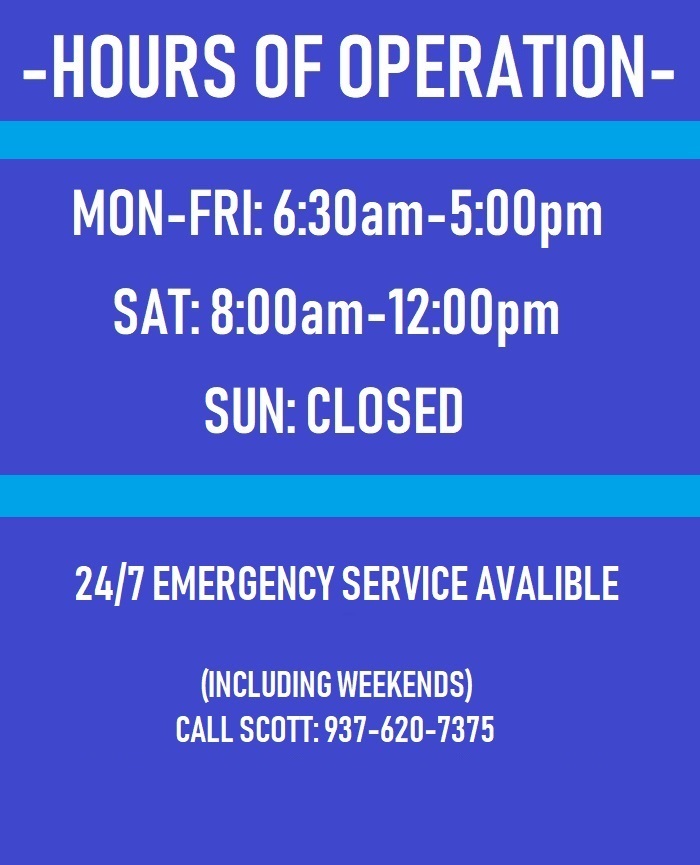 -HOURS OF OPERATION-
MON-FRI: 6:30am-5:00pm
SAT: 8:00am-12:00pm
SUN: CLOSED
24/7 EMERGENCY SERVICE AVALIBLE
(INCLUDING WEEKENDS)
CALL SCOTT: 937-620-7375